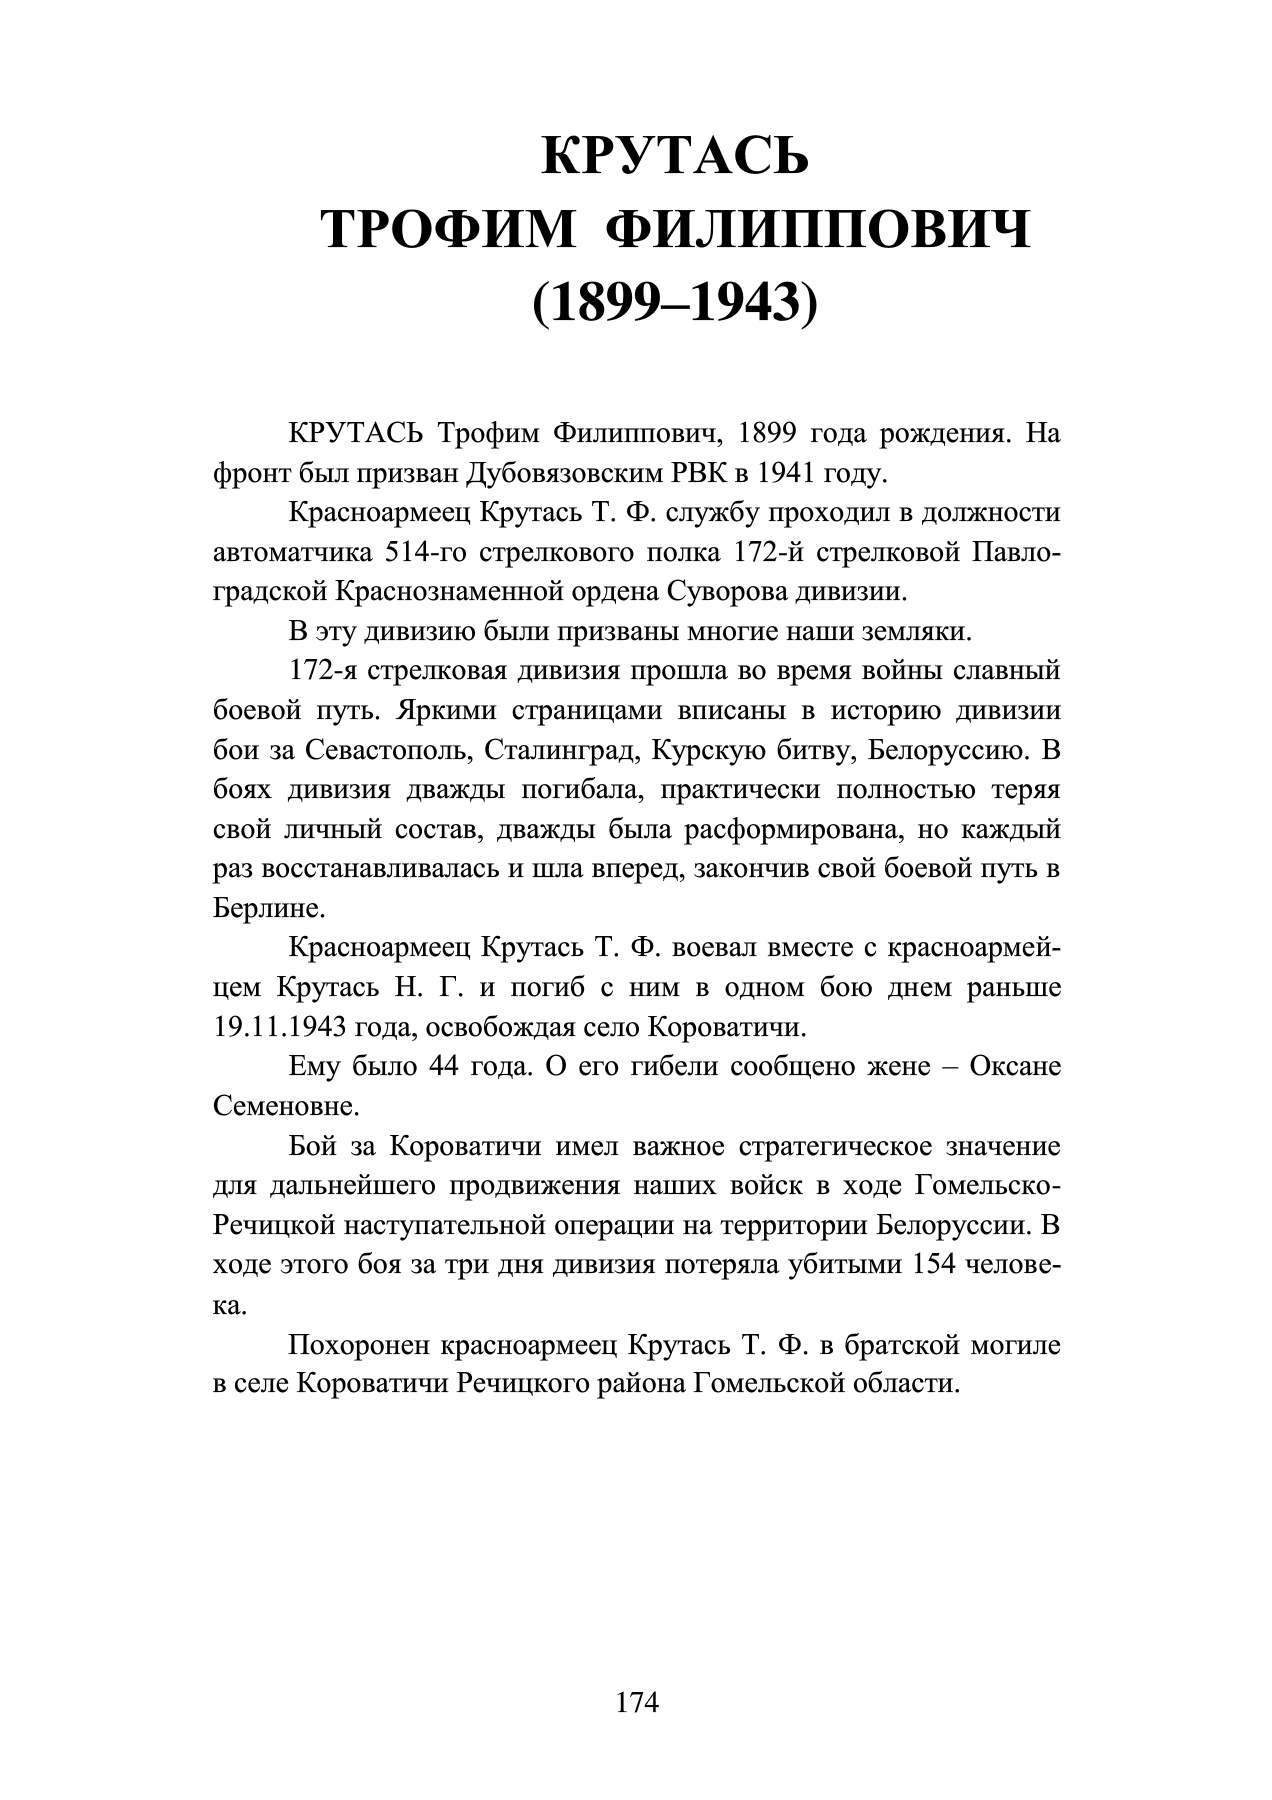 КРУТАСЬ
ТРОФИМ ФИЛИППОВИЧ
(1899–1943)
КРУТАСЬ Трофим Филиппович, 1899 года рождения. На
фронт был призван Дубовязовским РВК в 1941 году.
Красноармеец Крутась Т. Ф. службу проходил в должности
автоматчика 514-го стрелкового полка 172-й стрелковой Павло-
градской Краснознаменной ордена Суворова дивизии.
В эту дивизию были призваны многие наши земляки.
172-я стрелковая дивизия прошла во время войны славный
боевой путь. Яркими страницами вписаны в историю дивизии
бои за Севастополь, Сталинград, Курскую битву, Белоруссию. В
боях дивизия дважды погибала, практически полностью теряя
свой личный состав, дважды была расформирована, но каждый
раз восстанавливалась и шла вперед, закончив свой боевой путь в
Берлине.
Красноармеец Крутась Т. Ф. воевал вместе с красноармей-
цем Крутась Н. Г. и погиб с ним в одном бою днем раньше
19.11.1943 года, освобождая село Короватичи.
Ему было 44 года. О его гибели сообщено жене – Оксане
Семеновне.
Бой за Короватичи имел важное стратегическое значение
для дальнейшего продвижения наших войск в ходе Гомельско-
Речицкой наступательной операции на территории Белоруссии. В
ходе этого боя за три дня дивизия потеряла убитыми 154 челове-
ка.
Похоронен красноармеец Крутась Т. Ф. в братской могиле
в селе Короватичи Речицкого района Гомельской области.
174